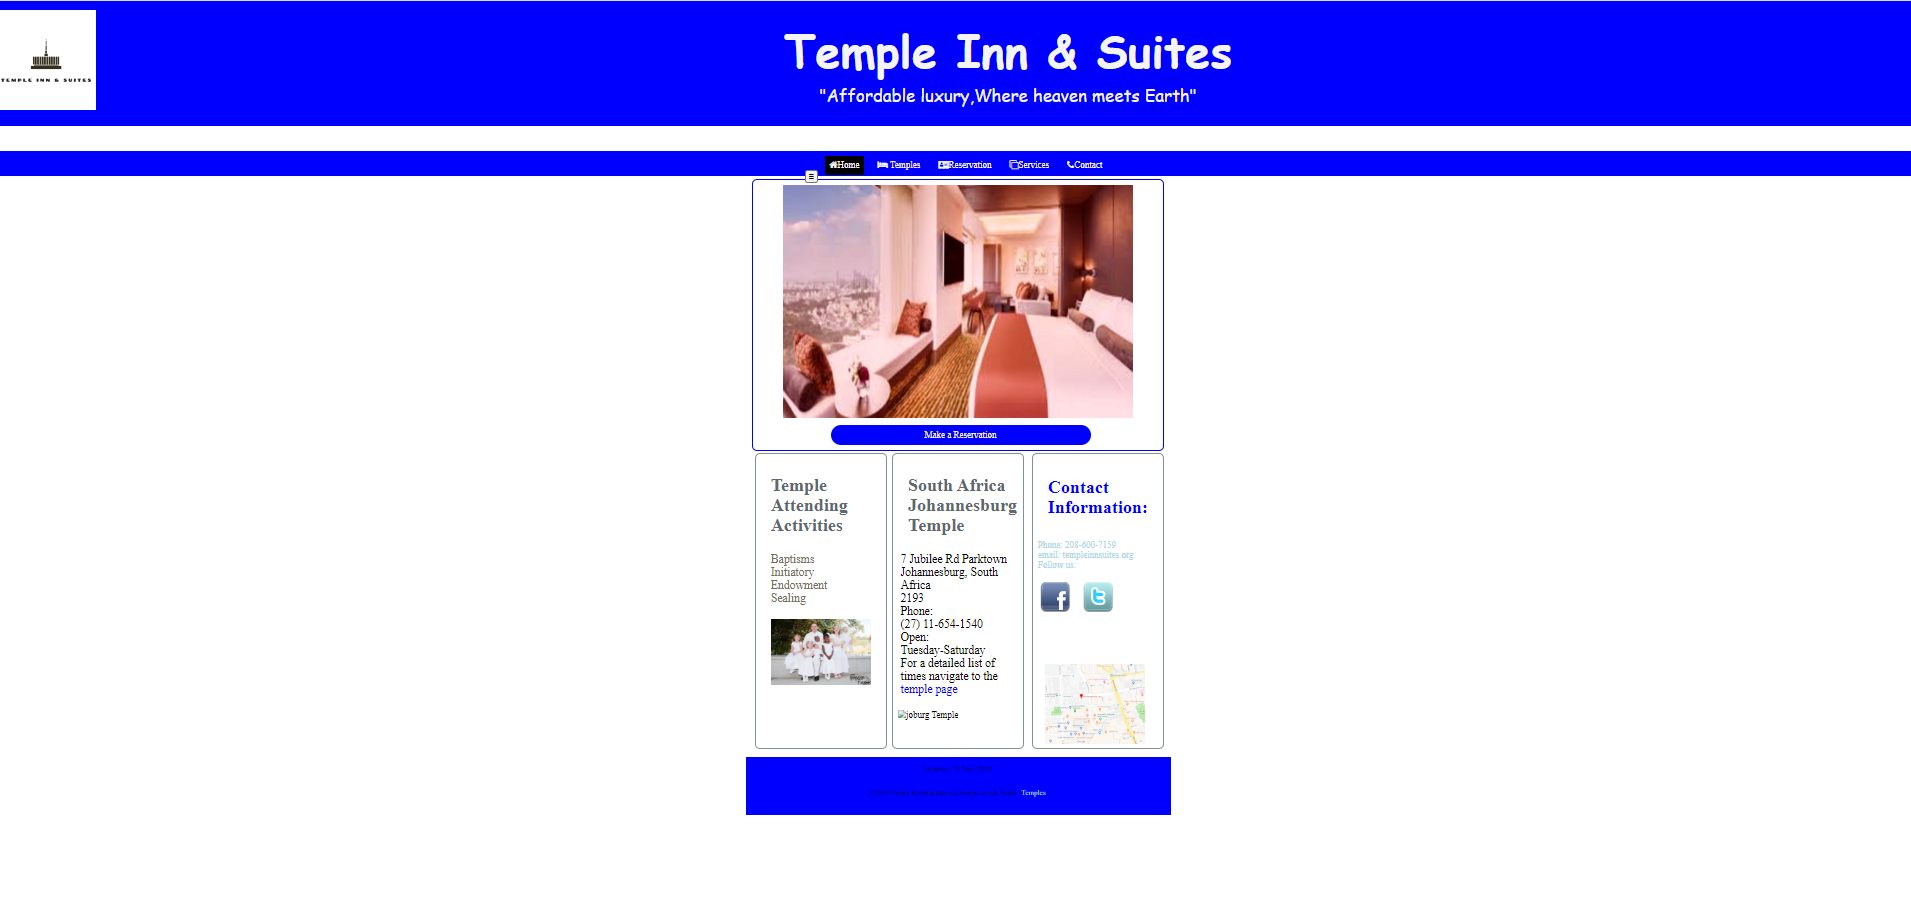 TEMPLE INN & SUITES
Temple Inn & Suites
"Affordable luxury,Where heaven meets Earth"
Home Temples Reservation Services Contact
≡
Make a Reservation
Temple
Attending
Activities
Baptisms
Initiatory
Endowment
Sealing
South Africa
Johannesburg
Temple
7 Jubilee Rd Parktown
Johannesburg, South
Africa
2193
Phone:
(27) 11-654-1540
Open:
Tuesday-Saturday
For a detailed list of
times navigate to the
temple page
joburg Temple
Contact
Information:
Phone: 208-600-7159
email: templeinnsuites.org
Follow us:
Temples